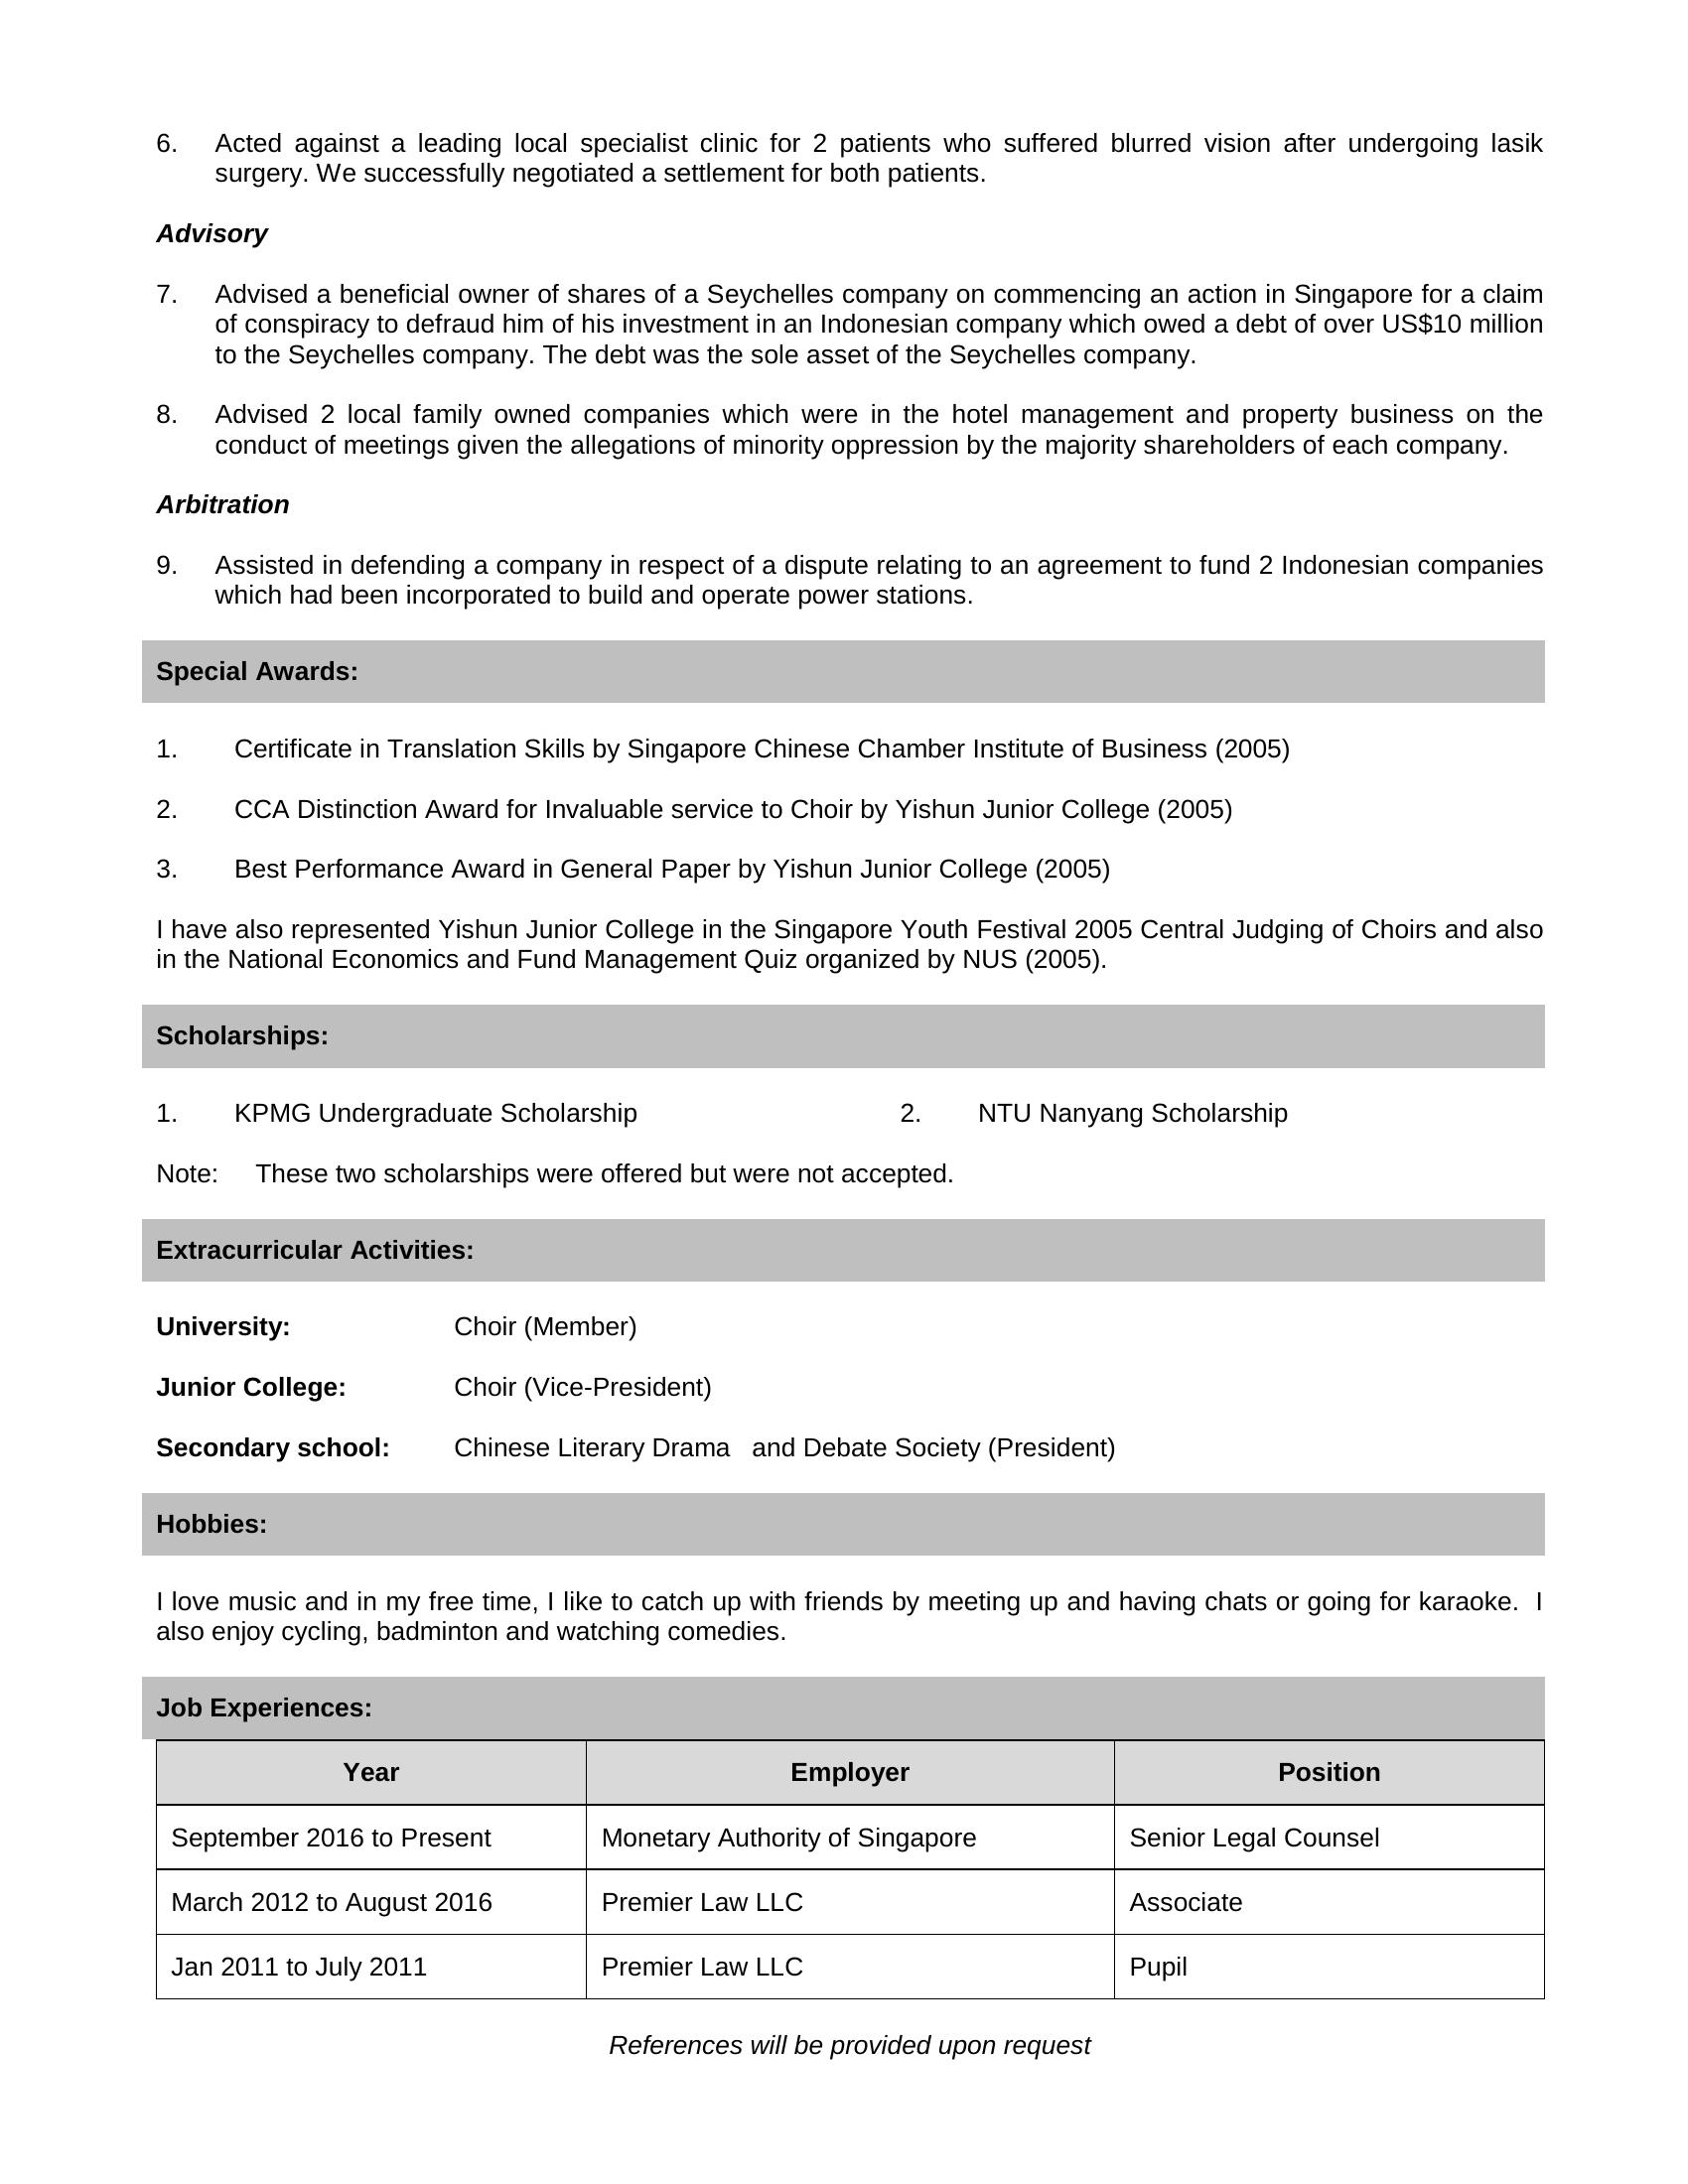 6. Acted against a leading local specialist clinic for 2 patients who suffered blurred vision after undergoing lasik
surgery. We successfully negotiated a settlement for both patients.
Advisory
7. Advised a beneficial owner of shares of a Seychelles company on commencing an action in Singapore for a claim
of conspiracy to defraud him of his investment in an Indonesian company which owed a debt of over US$10 million
to the Seychelles company. The debt was the sole asset of the Seychelles company.
8. Advised 2 local family owned companies which were in the hotel management and property business on the
conduct of meetings given the allegations of minority oppression by the majority shareholders of each company.
Arbitration
9. Assisted in defending a company in respect of a dispute relating to an agreement to fund 2 Indonesian companies
which had been incorporated to build and operate power stations.
Special Awards:
1. Certificate in Translation Skills by Singapore Chinese Chamber Institute of Business (2005)
2. CCA Distinction Award for Invaluable service to Choir by Yishun Junior College (2005)
3. Best Performance Award in General Paper by Yishun Junior College (2005)
I have also represented Yishun Junior College in the Singapore Youth Festival 2005 Central Judging of Choirs and also
in the National Economics and Fund Management Quiz organized by NUS (2005).
Scholarships:
1. KPMG Undergraduate Scholarship 2. NTU Nanyang Scholarship
Note: These two scholarships were offered but were not accepted.
Extracurricular Activities:
University: Choir (Member)
Junior College: Choir (Vice-President)
Secondary school: Chinese Literary Drama and Debate Society (President)
Hobbies:
I love music and in my free time, I like to catch up with friends by meeting up and having chats or going for karaoke. I
also enjoy cycling, badminton and watching comedies.
Job Experiences:
Year Employer Position
September 2016 to Present Monetary Authority of Singapore Senior Legal Counsel
March 2012 to August 2016 Premier Law LLC Associate
Jan 2011 to July 2011 Premier Law LLC Pupil
References will be provided upon request